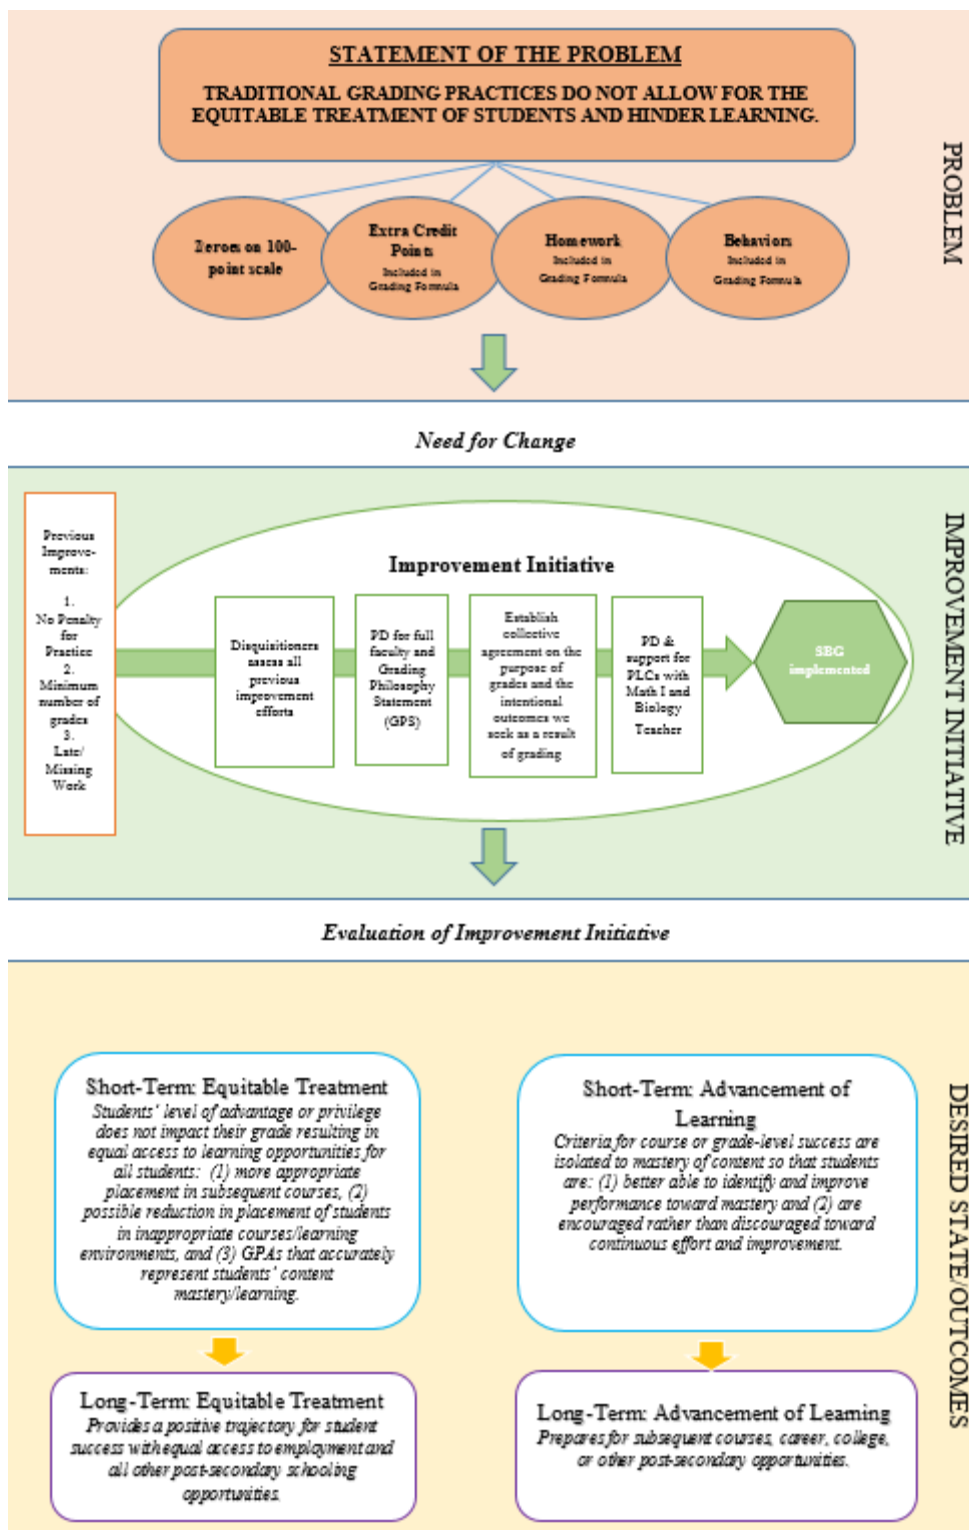 STATEMENT OF THE PROBLEM
TRADITIONAL GRADING PRACTICES DO NOT ALLOW FOR THE
EQUITABLE TREATMENT OF STUDENTS AND HINDER LEARNING.
Zeroes on 100-
point scale
Extra Credit
Points
Included in
Grading Formula
Homework
Included in
Grading Formula
Behaviors
Included in
Grading Formula
PROBLEM
Need for Change
Previous
Improve-
ments:
1.
No Penalty
for
Practice
2.
Minimum
number of
grades
3.
Late/
Missing
Work
Improvement Initiative
Disquisitioners
assess all
previous
improvement
efforts
PD for full
faculty and
Grading
Philosophy
Statement
(GPS)
Establish
collective
agreement on the
purpose of
grades and the
intentional
outcomes we
seek as a result
of grading
PD &
support for
PLCs with
Math I and
Biology
Teacher
SBG
implemented
IMPROVEMENT INITIATIVE
Evaluation of Improvement Initiative
Short-Term: Equitable Treatment
Students' level of advantage or privilege
does not impact their grade resulting in
equal access to learning opportunities for
all students: (1) more appropriate
placement in subsequent courses, (2)
possible reduction in placement of students
in inappropriate courses/learning
environments, and (3) GPAs that accurately
represent students' content
mastery/learning.
Short-Term: Advancement of
Learning
Criteria for course or grade-level success are
isolated to mastery of content so that students
are: (1) better able to identify and improve
performance toward mastery and (2) are
encouraged rather than discouraged toward
continuous effort and improvement.
Long-Term: Equitable Treatment
Provides a positive trajectory for student
success with equal access to employment and
all other post-secondary schooling
opportunities.
Long-Term: Advancement of Learning
Prepares for subsequent courses, career, college,
or other post-secondary opportunities.
DESIRED STATE/OUTCOMES